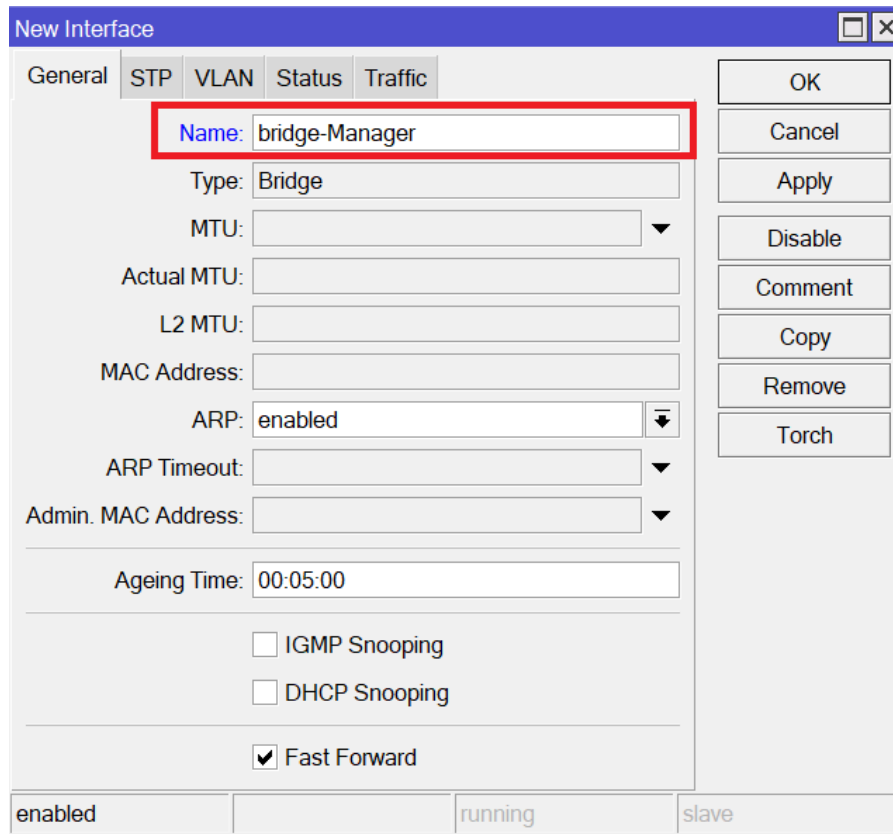 New Interface
General STP VLAN Status Traffic
OK
Name: bridge-Manager
Cancel
Type: Bridge
Apply
MTU:
Disable
Actual MTU:
Comment
L2 MTU:
Copy
MAC Address:
Remove
ARP: enabled
Torch
ARP Timeout:
Admin. MAC Address:
Ageing Time: 00:05:00
IGMP Snooping
DHCP Snooping
Fast Forward
enabled running slave